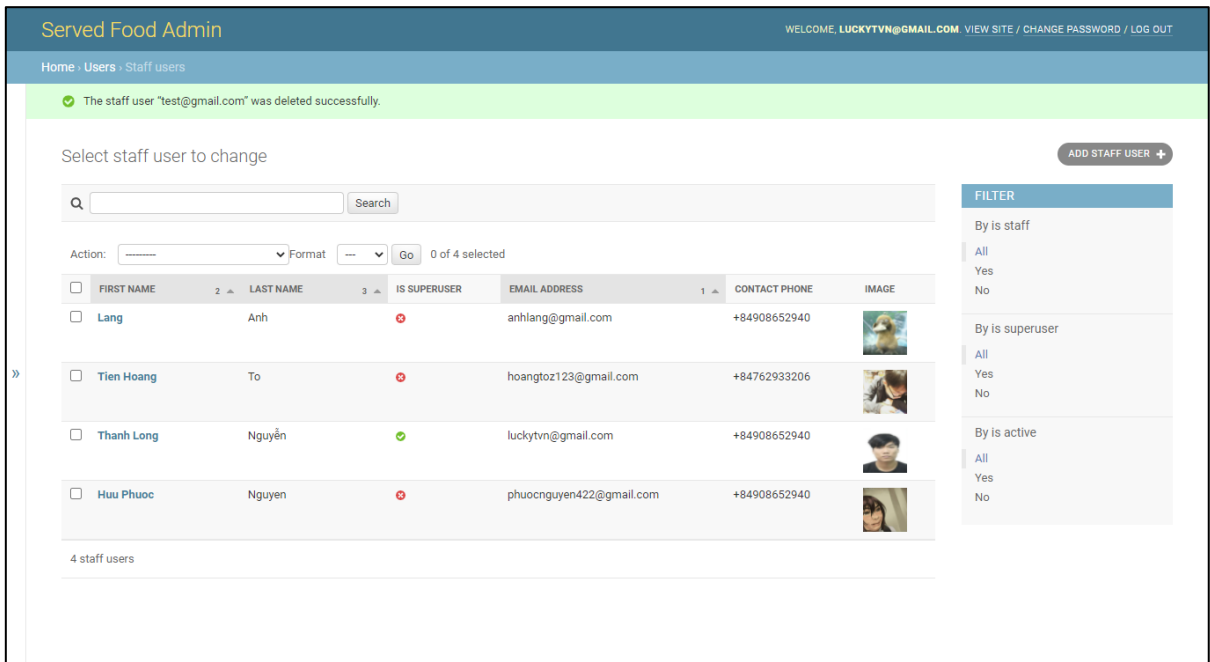 Served Food Admin
WELCOME, LUCKYTVN@GMAIL.COM. VIEW SITE / CHANGE PASSWORD / LOG OUT
Home › Users › Staff users
The staff user “test@gmail.com” was deleted successfully.
Select staff user to change
ADD STAFF USER +
Search
Action: --------- Format --- Go 0 of 4 selected
FIRST NAME 2 LAST NAME 3 IS SUPERUSER EMAIL ADDRESS 1 CONTACT PHONE IMAGE
Lang Anh anhlang@gmail.com +84908652940
Tien Hoang To hoangtoz123@gmail.com +84762933206
Thanh Long Nguyễn luckytvn@gmail.com +84908652940
Huu Phuoc Nguyen phuocnguyen422@gmail.com +84908652940
4 staff users
»
FILTER
By is staff
All
Yes
No
By is superuser
All
Yes
No
By is active
All
Yes
No